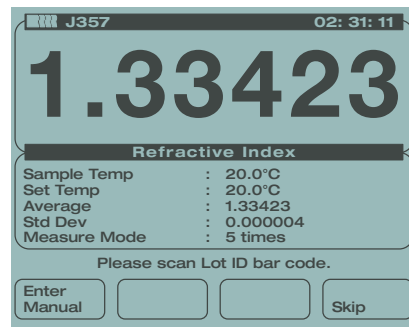 J357 02: 31: 11
1.33423
Refractive Index
Sample Temp : 20.0°C
Set Temp : 20.0°C
Average : 1.33423
Std Dev : 0.000004
Measure Mode : 5 times
Please scan Lot ID bar code.
Enter
Manual Skip